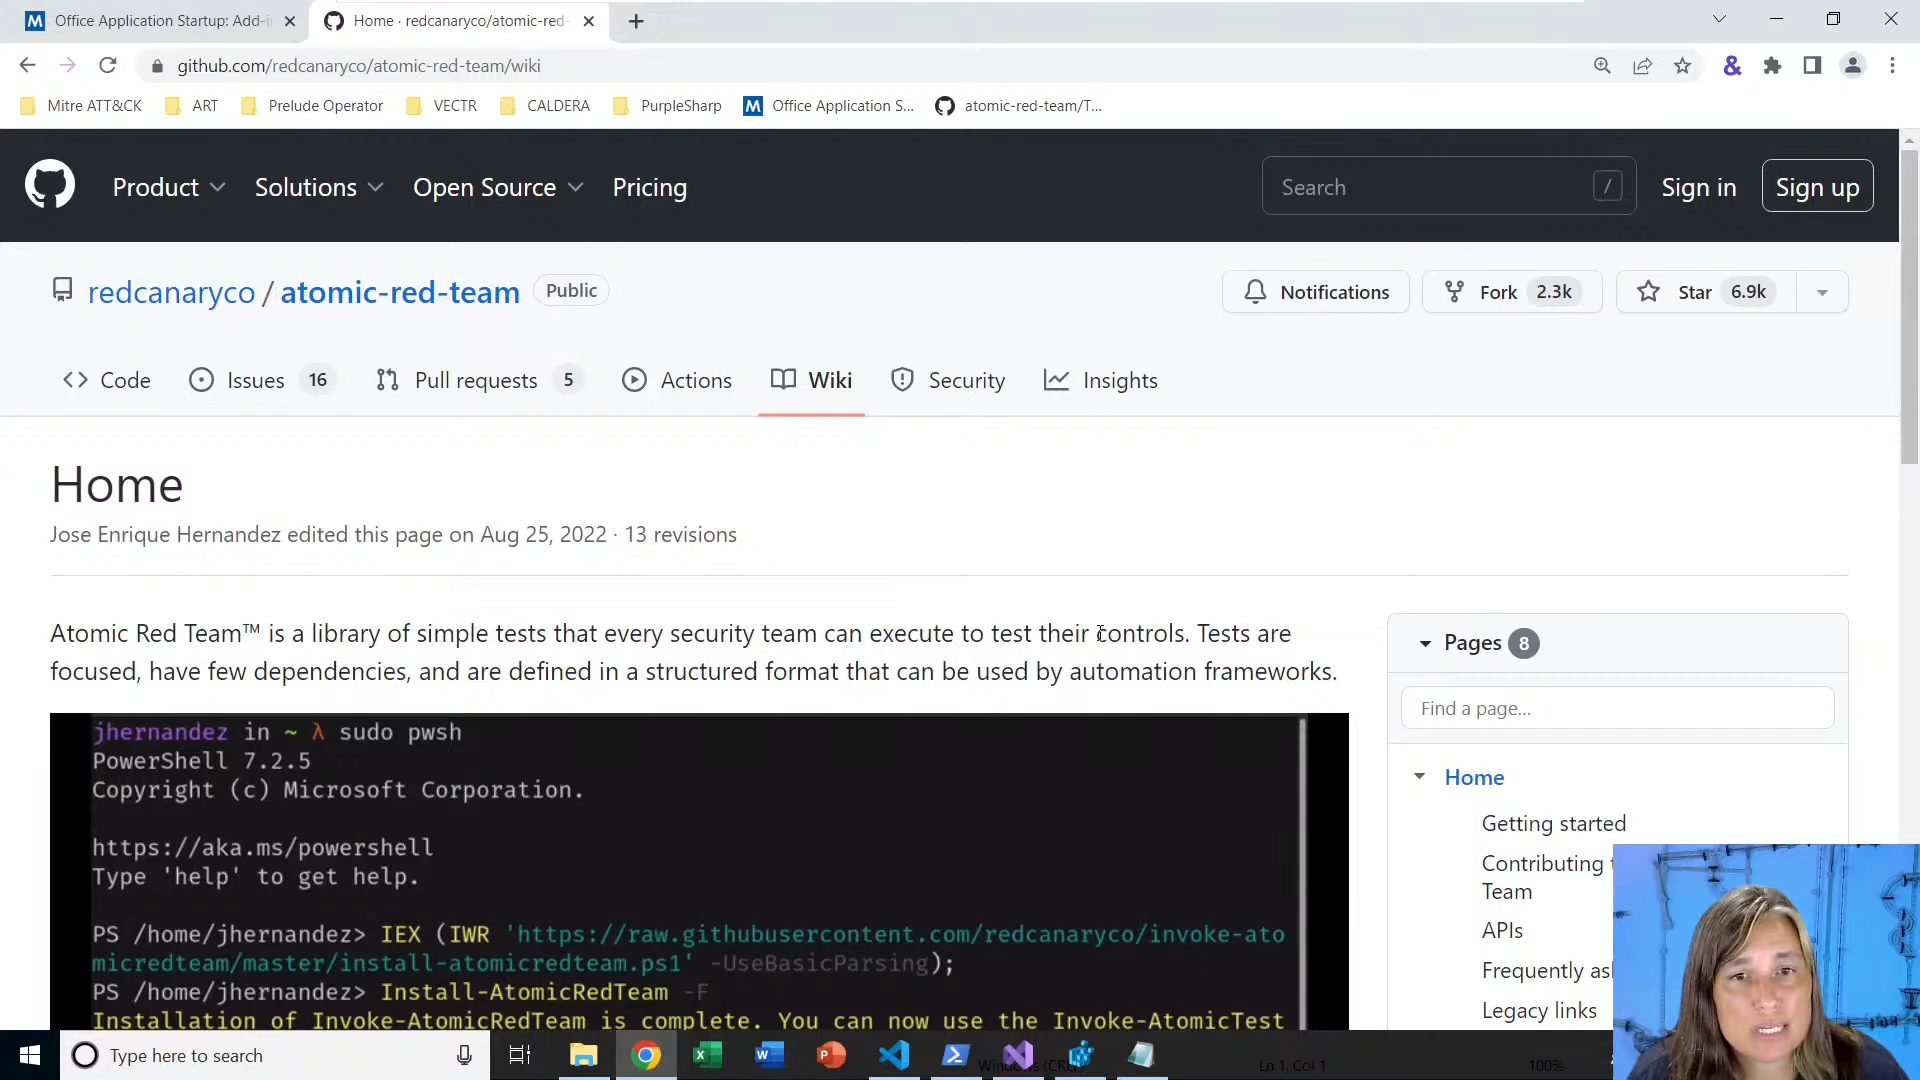 Office Application Startup: Add-i
Home · redcanaryco/atomic-red-
github.com/redcanaryco/atomic-red-team/wiki
Mitre ATT&CK
ART
Prelude Operator
VECTR
CALDERA
PurpleSharp
Office Application S...
atomic-red-team/T...
Product
Solutions
Open Source
Pricing
Search
/
Sign in
Sign up
redcanaryco / atomic-red-team
Public
Notifications
Fork 2.3k
Star 6.9k
Code
Issues 16
Pull requests 5
Actions
Wiki
Security
Insights
Home
Jose Enrique Hernandez edited this page on Aug 25, 2022 · 13 revisions
Atomic Red Team™ is a library of simple tests that every security team can execute to test their controls. Tests are
focused, have few dependencies, and are defined in a structured format that can be used by automation frameworks.
Pages 8
Find a page...
Home
Getting started
Contributing
Team
APIs
Frequently as
Legacy links
jhernandez in ~ λ sudo pwsh
PowerShell 7.2.5
Copyright (c) Microsoft Corporation.
https://aka.ms/powershell
Type 'help' to get help.
PS /home/jhernandez> IEX (IWR 'https://raw.githubusercontent.com/redcanaryco/invoke-ato
micredteam/master/install-atomicredteam.ps1' -UseBasicParsing);
PS /home/jhernandez> Install-AtomicRedTeam -F
Installation of Invoke-AtomicRedTeam is complete. You can now use the Invoke-AtomicTest
Type here to search
Windows (CRLF)
Ln 1, Col 1
100%